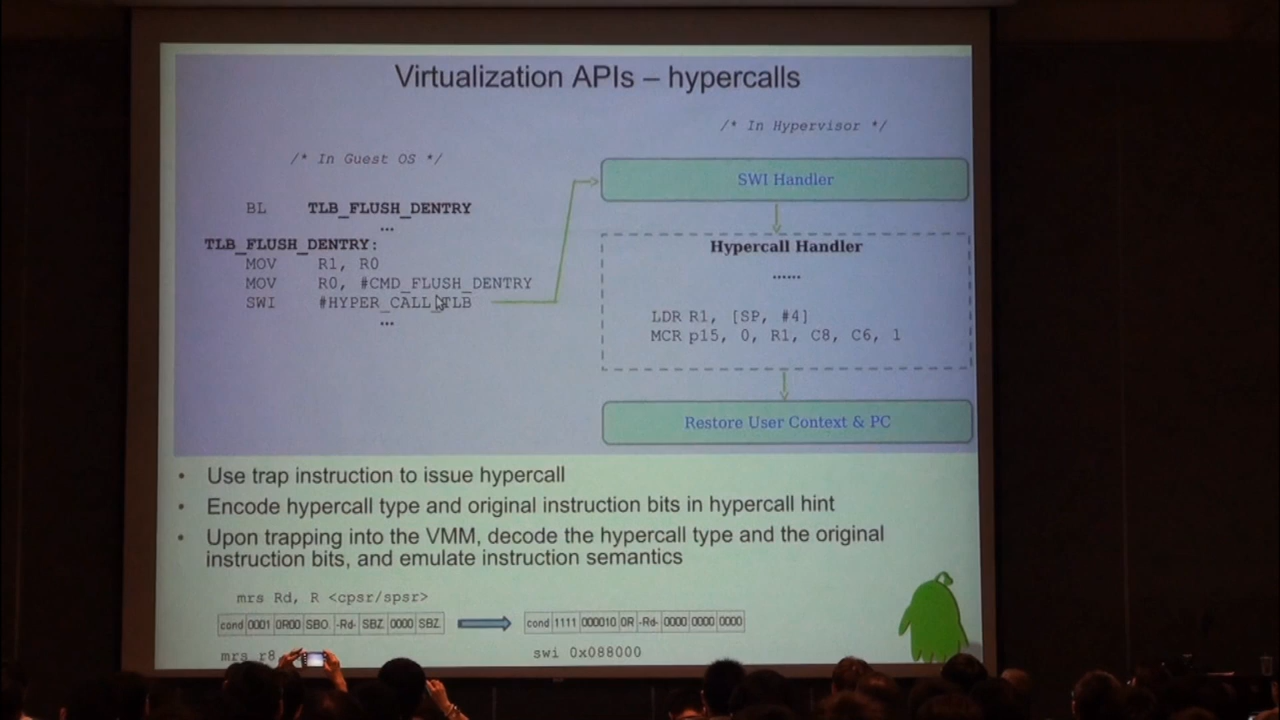 Virtualization APIs – hypercalls
/* In Guest OS */
BL TLB_FLUSH_DENTRY
...
TLB_FLUSH_DENTRY:
MOV R1, R0
MOV R0, #CMD_FLUSH_DENTRY
SWI #HYPER_CALL_TLB
...
/* In Hypervisor */
SWI Handler
Hypercall Handler
......
LDR R1, [SP, #4]
MCR p15, 0, R1, C8, C6, 1
Restore User Context & PC
• Use trap instruction to issue hypercall
• Encode hypercall type and original instruction bits in hypercall hint
• Upon trapping into the VMM, decode the hypercall type and the original
instruction bits, and emulate instruction semantics
mrs Rd, R <cpsr/spsr>
cond 0001 0R00 SBO -Rd- SBZ 0000 SBZ
cond 1111 000010 0R -Rd- 0000 0000 0000
mrs r8
swi 0x088000